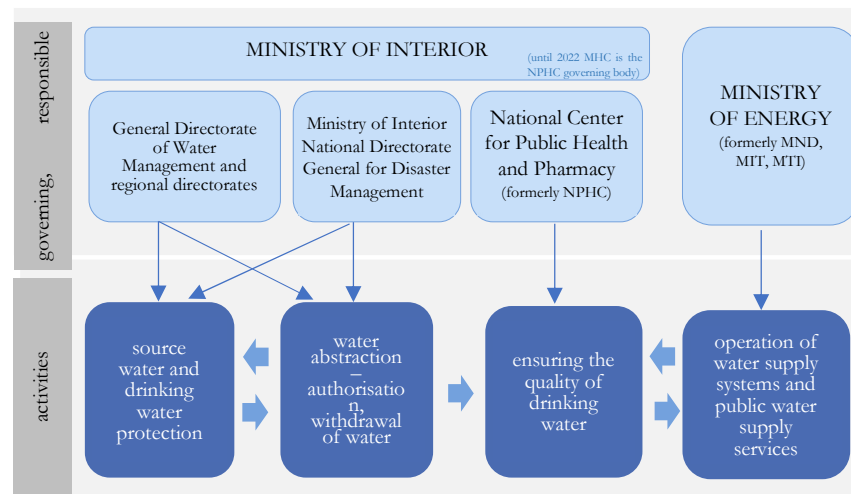 responsible
governing,
MINISTRY OF INTERIOR
(until 2022 MHC is the
NPHC governing body)
General Directorate
of Water
Management and
regional directorates
Ministry of Interior
National Directorate
General for Disaster
Management
National Center
for Public Health
and Pharmacy
(formerly NPHC)
MINISTRY
OF ENERGY
(formerly MND,
MIT, MTI)
activities
source
water and
drinking
water
protection
water
abstraction
–
authorisatio
n,
withdrawal
of water
ensuring the
quality of
drinking
water
operation of
water supply
systems and
public water
supply
services